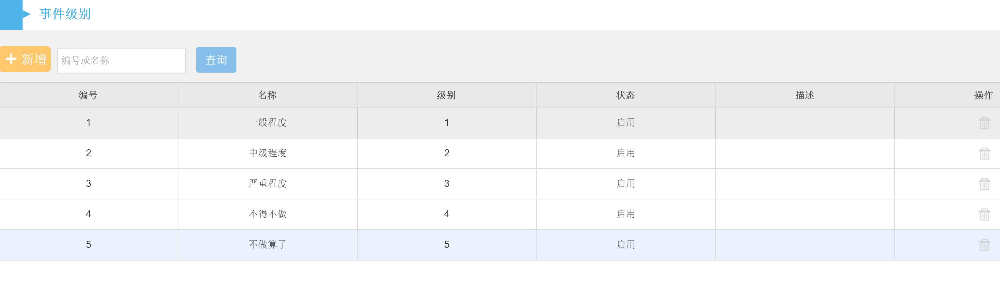 事件级别
新增 编号或名称 查询
编号 名称 级别 状态 描述 操作
1 一般程度 1 启用
2 中级程度 2 启用
3 严重程度 3 启用
4 不得不做 4 启用
5 不做算了 5 启用